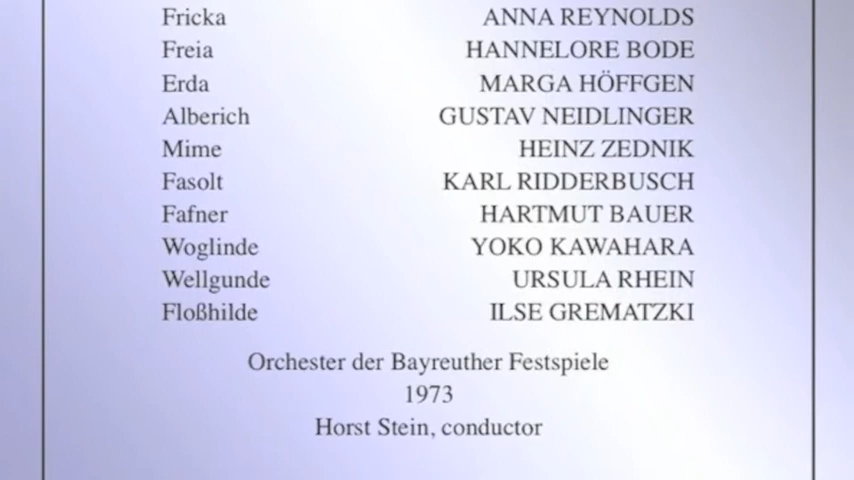 Fricka ANNA REYNOLDS
Freia HANNELORE BODE
Erda MARGA HÖFFGEN
Alberich GUSTAV NEIDLINGER
Mime HEINZ ZEDNIK
Fasolt KARL RIDDERBUSCH
Fafner HARTMUT BAUER
Woglinde YOKO KAWAHARA
Wellgunde URSULA RHEIN
Floßhilde ILSE GREMATZKI
Orchester der Bayreuther Festspiele
1973
Horst Stein, conductor